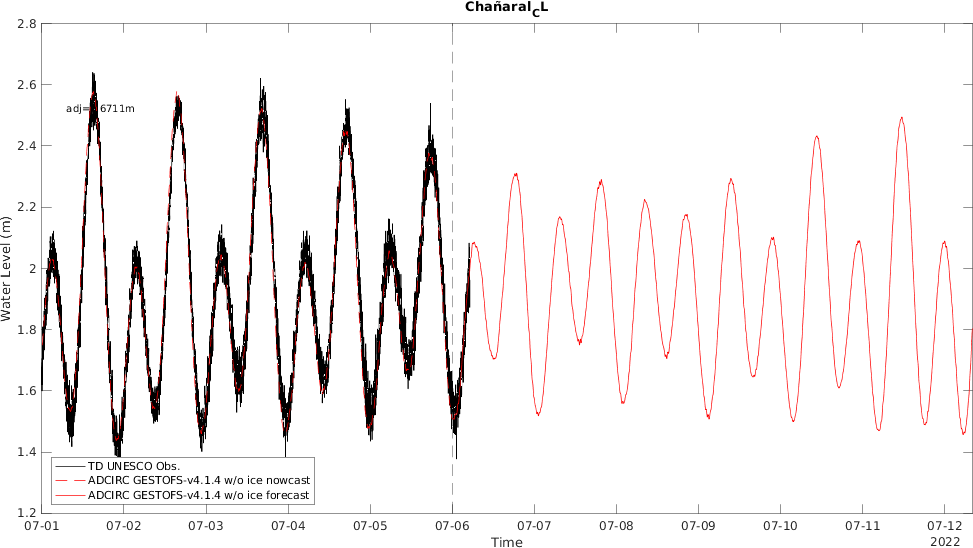 Chañaral_CL
2.8
2.6
adj= 6711m
2.4
2.2
Water Level (m)
2
1.8
1.6
1.4
TD UNESCO Obs.
ADCIRC GESTOFS-v4.1.4 w/o ice nowcast
ADCIRC GESTOFS-v4.1.4 w/o ice forecast
1.2
07-01 07-02 07-03 07-04 07-05 07-06 07-07 07-08 07-09 07-10 07-11 07-12
Time
2022